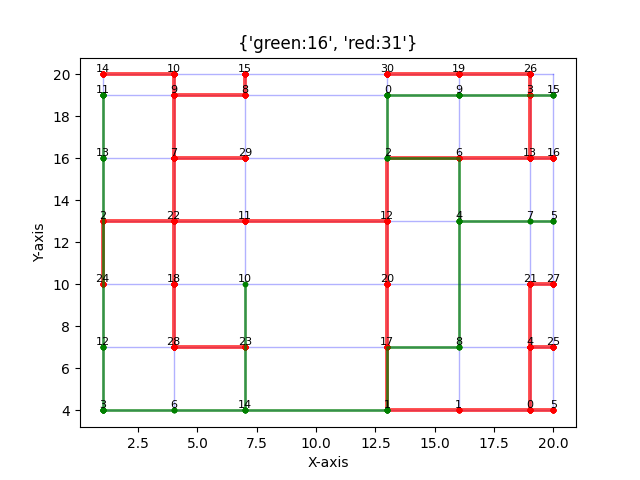 {'green:16', 'red:31'}
14 10 15 30 19 26
11 9 8 0 9 3 15
13 7 29 2 6 13 16
2 22 11 12 4 7 5
24 18 10 20 21 27
12 28 23 17 8 4 25
3 6 14 1 1 0 5
20
18
16
14
12
10
8
6
4
Y-axis
2.5 5.0 7.5 10.0 12.5 15.0 17.5 20.0
X-axis